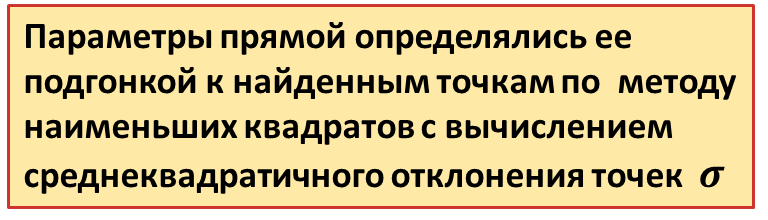 Параметры прямой определялись ее
подгонкой к найденным точкам по методу
наименьших квадратов с вычислением
среднеквадратичного отклонения точек σ